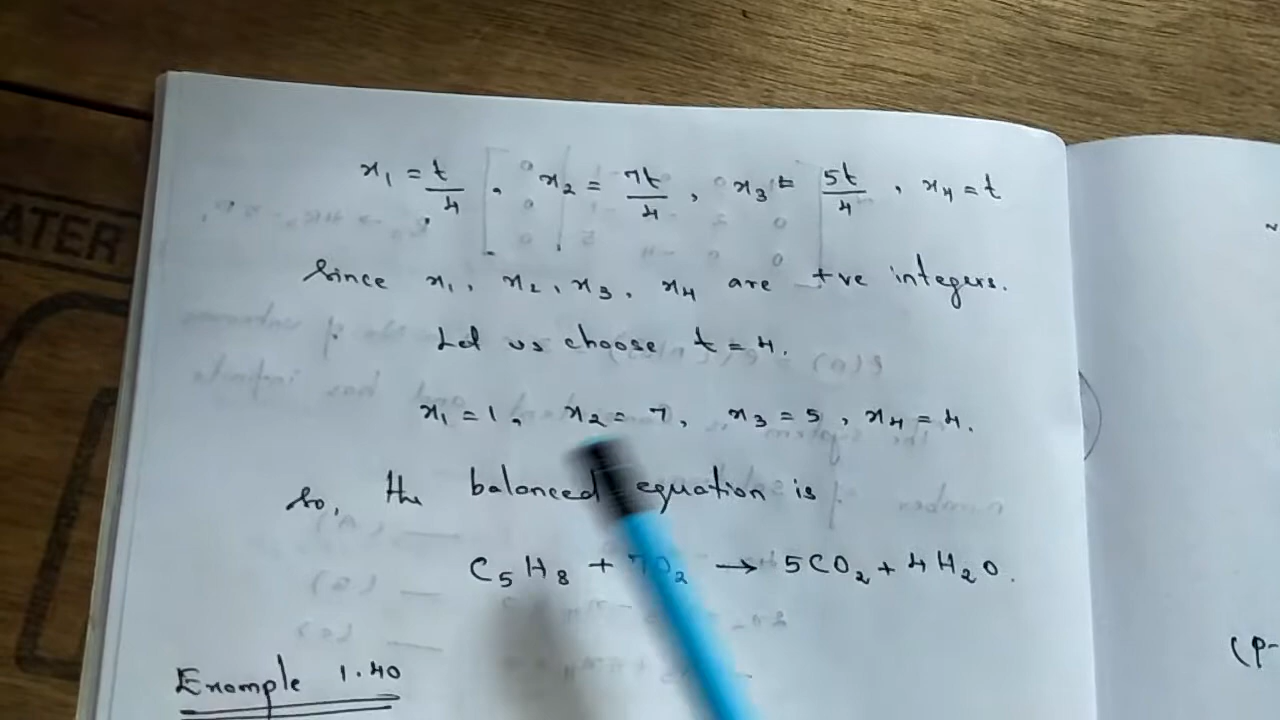 x₁ = t/4, x₂ = 7t/4, x₃ = 5t/4, x₄ = t
Since x₁, x₂, x₃, x₄ are +ve integers.
Let us choose t = 4.
x₁ = 1, x₂ = 7, x₃ = 5, x₄ = 4.
So, the balanced equation is
C₅H₈ + 7O₂ → 5CO₂ + 4H₂O.
Example 1.40
ATER
(P-